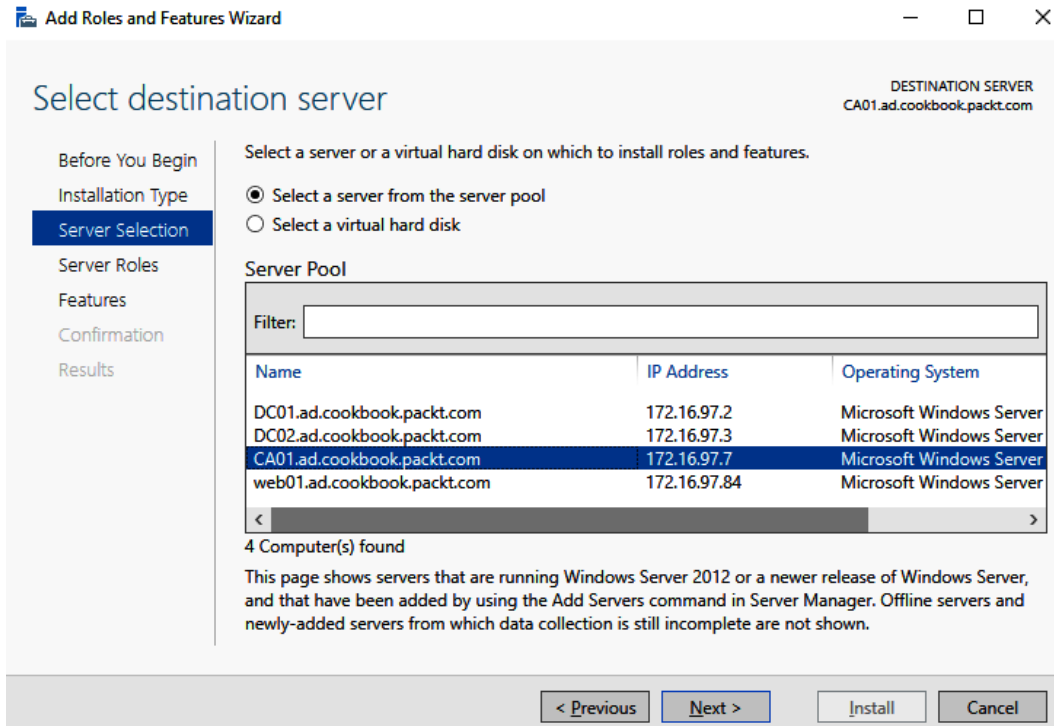 Add Roles and Features Wizard
Select destination server
DESTINATION SERVER
CA01.ad.cookbook.packt.com
Before You Begin
Installation Type
Server Selection
Server Roles
Features
Confirmation
Results
Select a server or a virtual hard disk on which to install roles and features.
Select a server from the server pool
Select a virtual hard disk
Server Pool
Filter:
Name IP Address Operating System
DC01.ad.cookbook.packt.com 172.16.97.2 Microsoft Windows Server
DC02.ad.cookbook.packt.com 172.16.97.3 Microsoft Windows Server
CA01.ad.cookbook.packt.com 172.16.97.7 Microsoft Windows Server
web01.ad.cookbook.packt.com 172.16.97.84 Microsoft Windows Server
4 Computer(s) found
This page shows servers that are running Windows Server 2012 or a newer release of Windows Server,
and that have been added by using the Add Servers command in Server Manager. Offline servers and
newly-added servers from which data collection is still incomplete are not shown.
< Previous Next > Install Cancel